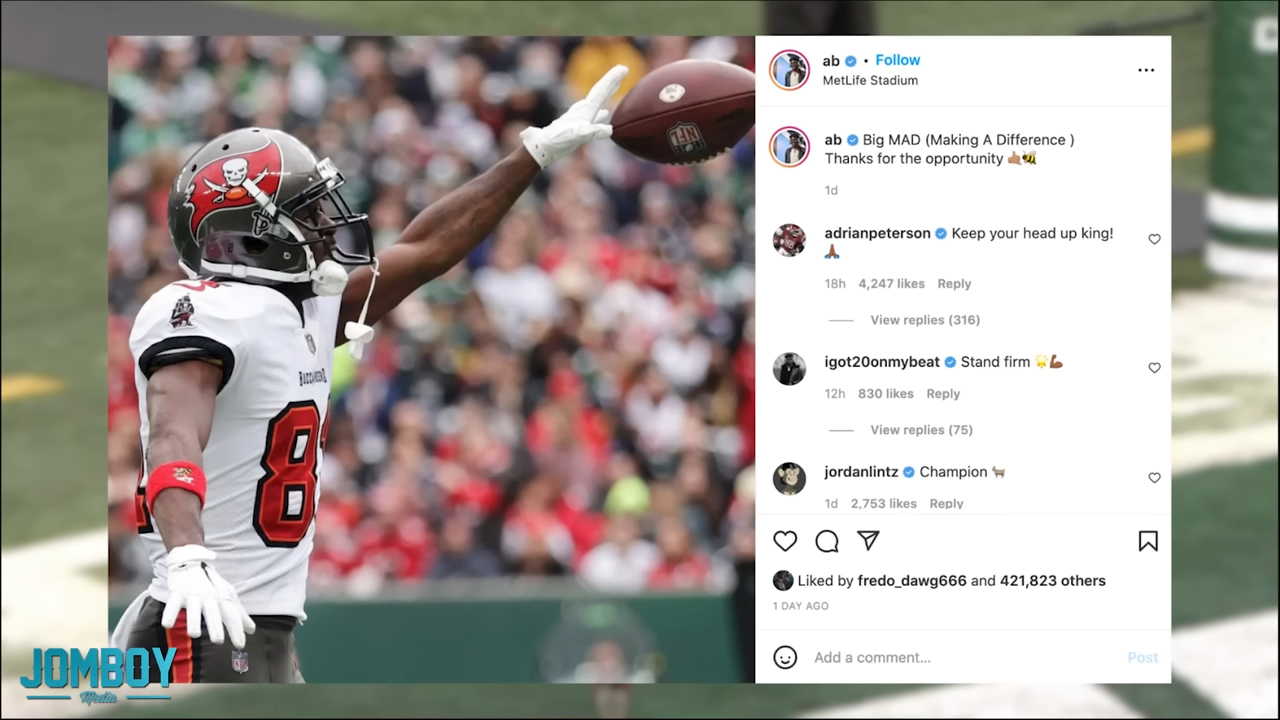 ab • Follow
MetLife Stadium
ab Big MAD (Making A Difference )
Thanks for the opportunity 🤙🏽🐝
1d
adrianpeterson Keep your head up king!
🙏🏾
18h 4,247 likes Reply
View replies (316)
igot20onmybeat Stand firm 🌟💪🏾
12h 830 likes Reply
View replies (75)
jordanlintz Champion 🐐
1d 2,753 likes Reply
Liked by fredo_dawg666 and 421,823 others
1 DAY AGO
Add a comment...
Post
NFL
BUCCANEERS
8
JOMBOY
Media